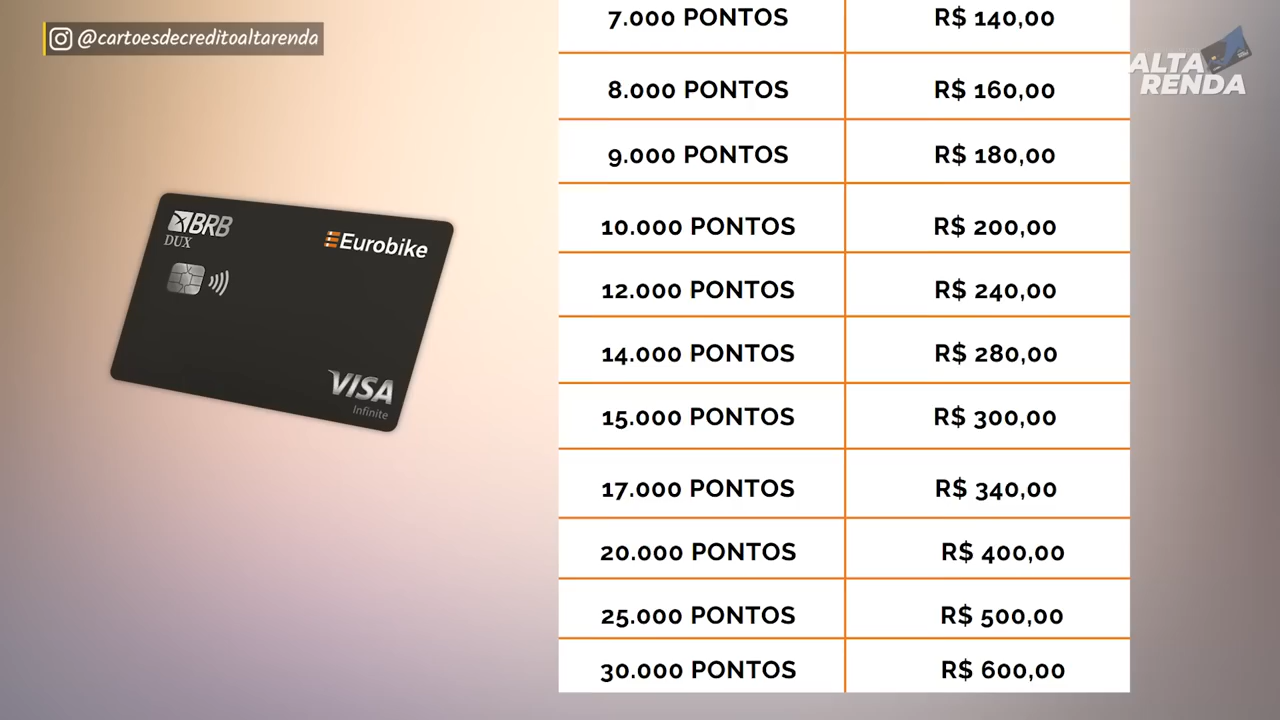 @cartoesdecreditoaltarenda
ALTA
RENDA
BRB
DUX
Eurobike
VISA
Infinite
7.000 PONTOS R$ 140,00
8.000 PONTOS R$ 160,00
9.000 PONTOS R$ 180,00
10.000 PONTOS R$ 200,00
12.000 PONTOS R$ 240,00
14.000 PONTOS R$ 280,00
15.000 PONTOS R$ 300,00
17.000 PONTOS R$ 340,00
20.000 PONTOS R$ 400,00
25.000 PONTOS R$ 500,00
30.000 PONTOS R$ 600,00